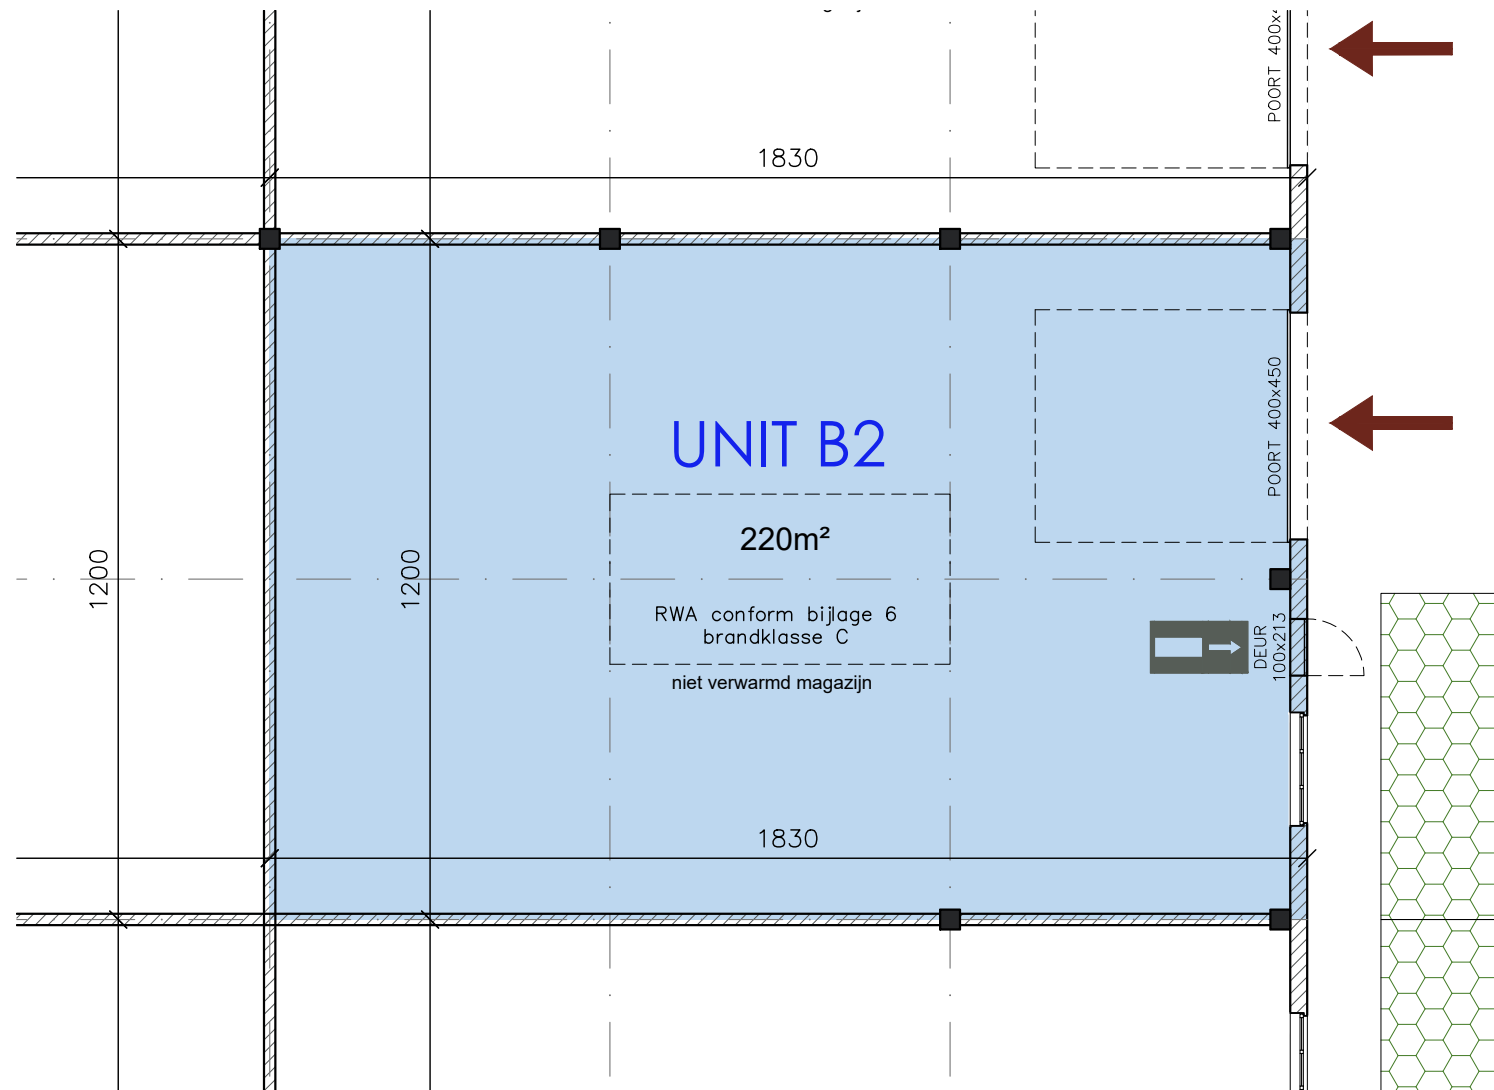 POORT 400x4
1830
UNIT B2
POORT 400x450
220m²
1200
1200
RWA conform bijlage 6
brandklasse C
niet verwarmd magazijn
DEUR
100x213
1830